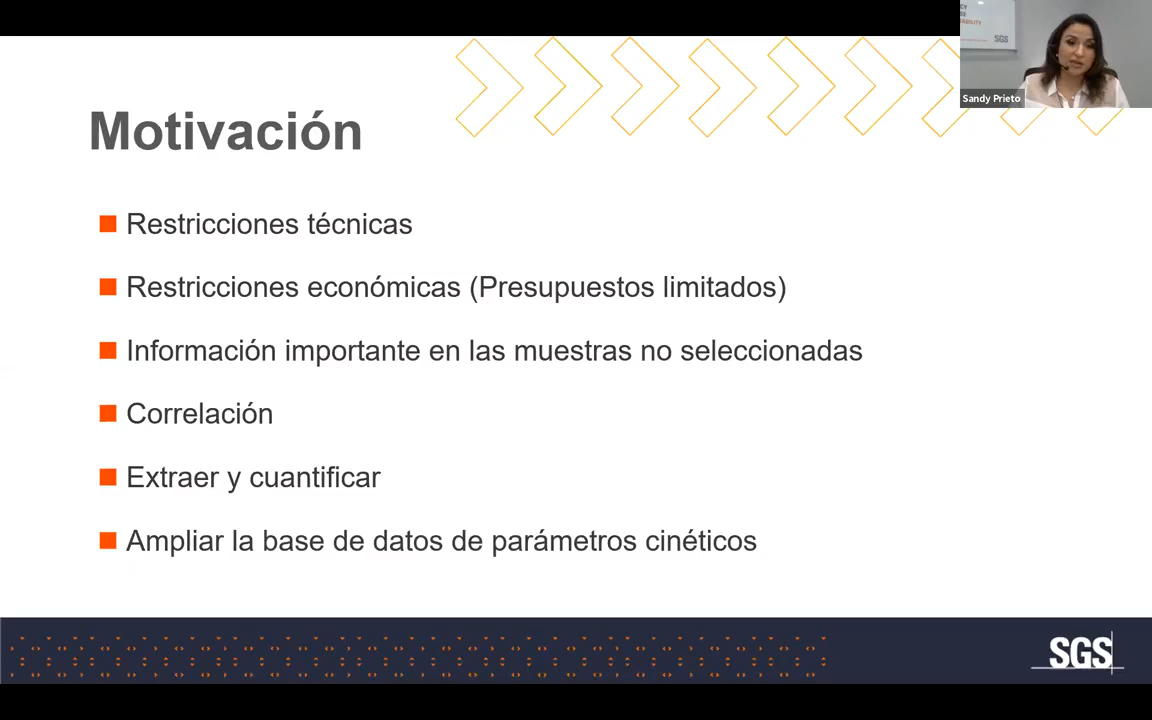 SGS
Sandy Prieto
Motivación
Restricciones técnicas
Restricciones económicas (Presupuestos limitados)
Información importante en las muestras no seleccionadas
Correlación
Extraer y cuantificar
Ampliar la base de datos de parámetros cinéticos
SGS